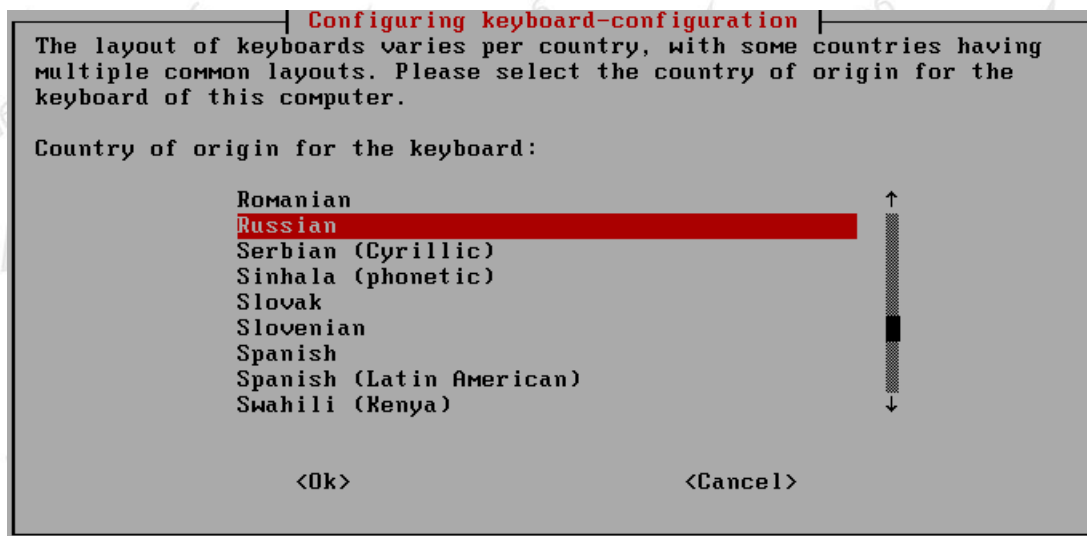 Configuring keyboard-configuration
The layout of keyboards varies per country, with some countries having
multiple common layouts. Please select the country of origin for the
keyboard of this computer.
Country of origin for the keyboard:
Romanian
Russian
Serbian (Cyrillic)
Sinhala (phonetic)
Slovak
Slovenian
Spanish
Spanish (Latin American)
Swahili (Kenya)
<Ok> <Cancel>